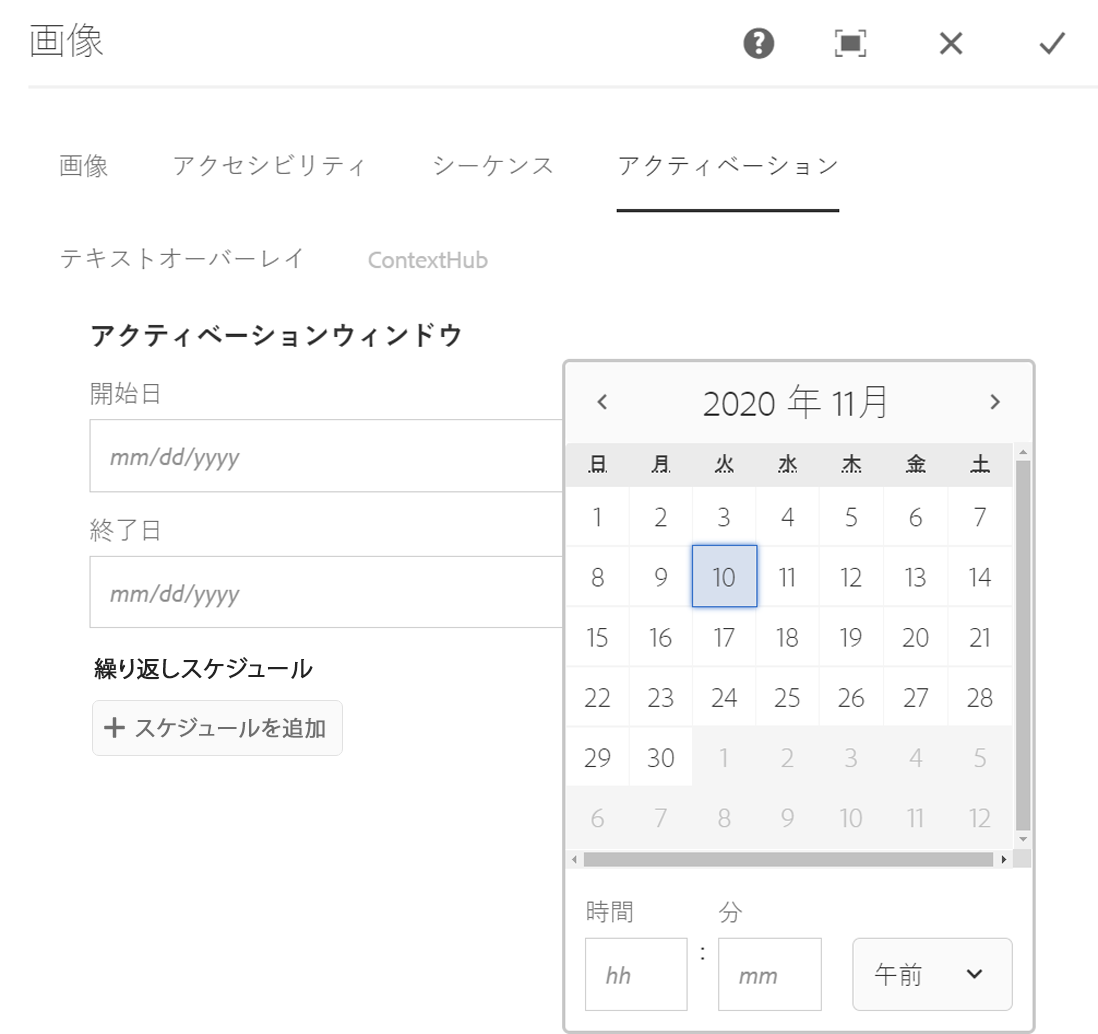 画像
画像 アクセシビリティ シーケンス アクティベーション
テキストオーバーレイ ContextHub
アクティベーションウィンドウ
開始日
mm/dd/yyyy
終了日
mm/dd/yyyy
繰り返しスケジュール
スケジュールを追加
2020 年 11月
日 月 火 水 木 金 土
1 2 3 4 5 6 7
8 9 10 11 12 13 14
15 16 17 18 19 20 21
22 23 24 25 26 27 28
29 30 1 2 3 4 5
6 7 8 9 10 11 12
時間 分
hh : mm 午前